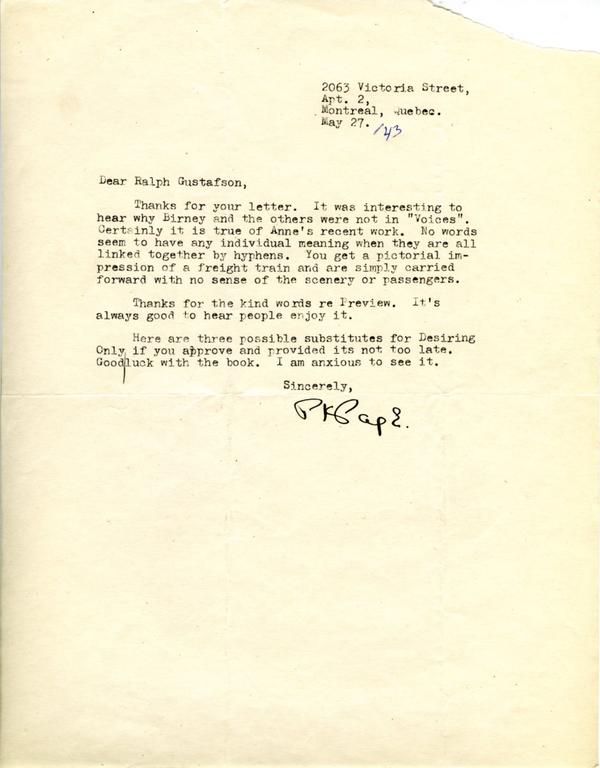 2063 Victoria Street,
Apt. 2,
Montreal, Quebec.
May 27. /43
Dear Ralph Gustafson,
Thanks for your letter. It was interesting to
hear why Birney and the others were not in "Voices".
Certainly it is true of Anne's recent work. No words
seem to have any individual meaning when they are all
linked together by hyphens. You get a pictorial im-
pression of a freight train and are simply carried
forward with no sense of the scenery or passengers.
Thanks for the kind words re Preview. It's
always good to hear people enjoy it.
Here are three possible substitutes for Desiring
Only if you approve and provided its not too late.
Good luck with the book. I am anxious to see it.
Sincerely,
P K Page.